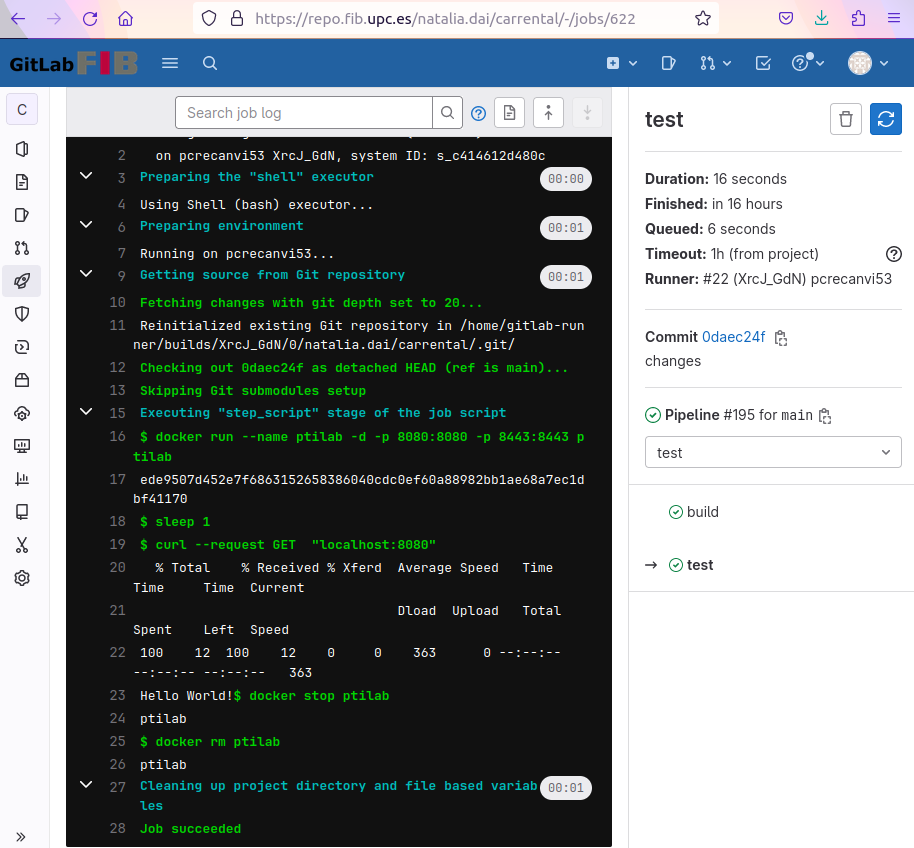 https://repo.fib.upc.es/natalia.dai/carrental/-/jobs/622
GitLab FIB
C
Search job log
2 on pcrecanvi53 XrcJ_GdN, system ID: s_c414612d480c
3 Preparing the "shell" executor 00:00
4 Using Shell (bash) executor...
6 Preparing environment 00:01
7 Running on pcrecanvi53...
9 Getting source from Git repository 00:01
10 Fetching changes with git depth set to 20...
11 Reinitialized existing Git repository in /home/gitlab-run
ner/builds/XrcJ_GdN/0/natalia.dai/carrental/.git/
12 Checking out 0daec24f as detached HEAD (ref is main)...
13 Skipping Git submodules setup
15 Executing "step_script" stage of the job script
16 $ docker run --name ptilab -d -p 8080:8080 -p 8443:8443 p
tilab
17 ede9507d452e7f6863152658386040cdc0ef60a88982bb1ae68a7ec1d
bf41170
18 $ sleep 1
19 $ curl --request GET  "localhost:8080"
20 % Total    % Received % Xferd  Average Speed   Time
Time     Time  Current
21 Dload  Upload   Total
Spent    Left  Speed
22 100    12  100    12    0     0    363      0 --:--:--
--:--:-- --:--:--   363
23 Hello World!$ docker stop ptilab
24 ptilab
25 $ docker rm ptilab
26 ptilab
27 Cleaning up project directory and file based variab 00:01
les
28 Job succeeded
test
Duration: 16 seconds
Finished: in 16 hours
Queued: 6 seconds
Timeout: 1h (from project)
Runner: #22 (XrcJ_GdN) pcrecanvi53
Commit 0daec24f
changes
Pipeline #195 for main
test
build
→ test